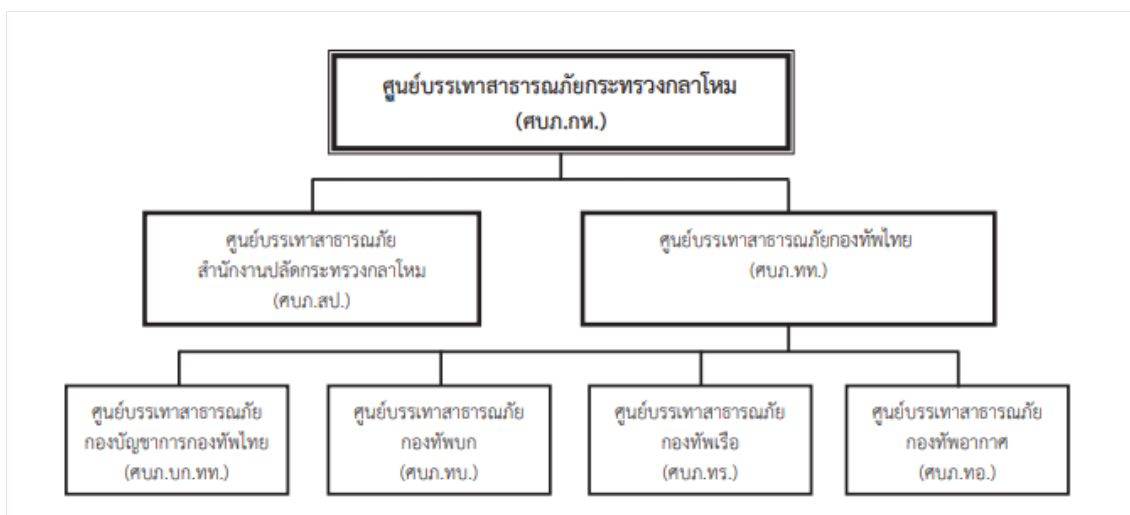 ศูนย์บรรเทาสาธารณภัยกระทรวงกลาโหม
(ศบภ.กห.)
ศูนย์บรรเทาสาธารณภัย
สำนักงานปลัดกระทรวงกลาโหม
(ศบภ.สป.)
ศูนย์บรรเทาสาธารณภัยกองทัพไทย
(ศบภ.ทท.)
ศูนย์บรรเทาสาธารณภัย
กองบัญชาการกองทัพไทย
(ศบภ.บก.ทท.)
ศูนย์บรรเทาสาธารณภัย
กองทัพบก
(ศบภ.ทบ.)
ศูนย์บรรเทาสาธารณภัย
กองทัพเรือ
(ศบภ.ทร.)
ศูนย์บรรเทาสาธารณภัย
กองทัพอากาศ
(ศบภ.ทอ.)